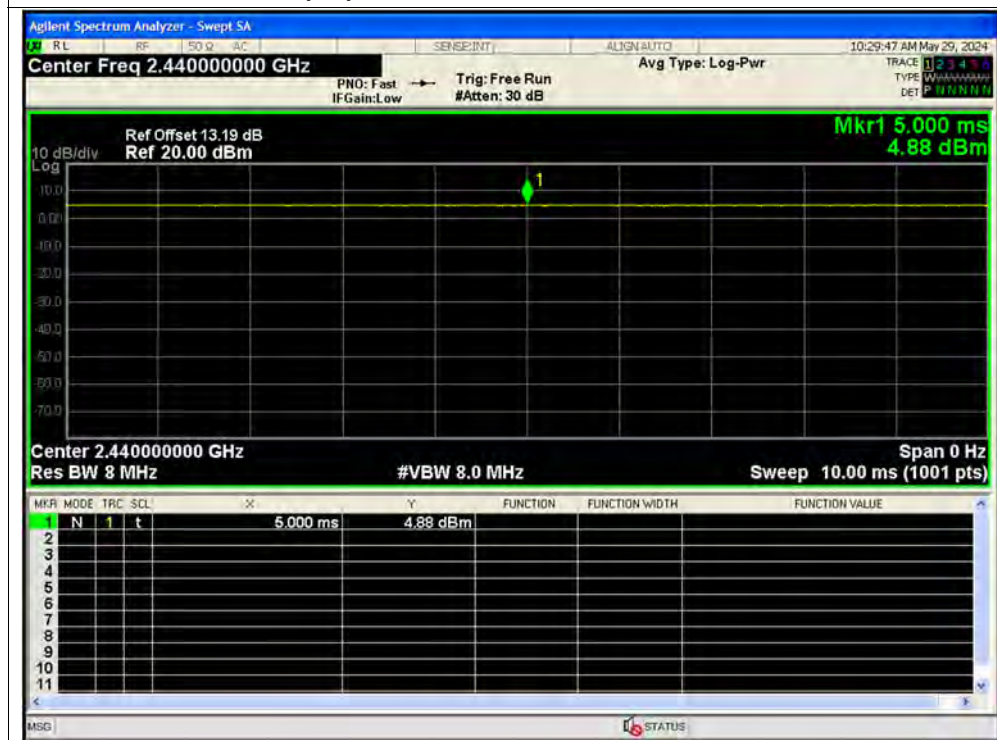 Agilent Spectrum Analyzer - Swept SA
RL RF 50 Ω AC SENSE:INT ALIGN AUTO 10:29:47 AM May 29, 2024
Center Freq 2.440000000 GHz
PNO: Fast
IFGain:Low
Trig: Free Run
#Atten: 30 dB
Avg Type: Log-Pwr
TRACE 1 2 3 4 5 6
TYPE W
DET P N N N N N
Mkr1 5.000 ms
4.88 dBm
Ref Offset 13.19 dB
10 dB/div Ref 20.00 dBm
Log
10.0
0.00
-10.0
-20.0
-30.0
-40.0
-50.0
-60.0
-70.0
1
Center 2.440000000 GHz Span 0 Hz
Res BW 8 MHz #VBW 8.0 MHz Sweep 10.00 ms (1001 pts)
MKR MODE TRC SCL X Y FUNCTION FUNCTION WIDTH FUNCTION VALUE
1 N 1 t 5.000 ms 4.88 dBm
2
3
4
5
6
7
8
9
10
11
MSG STATUS